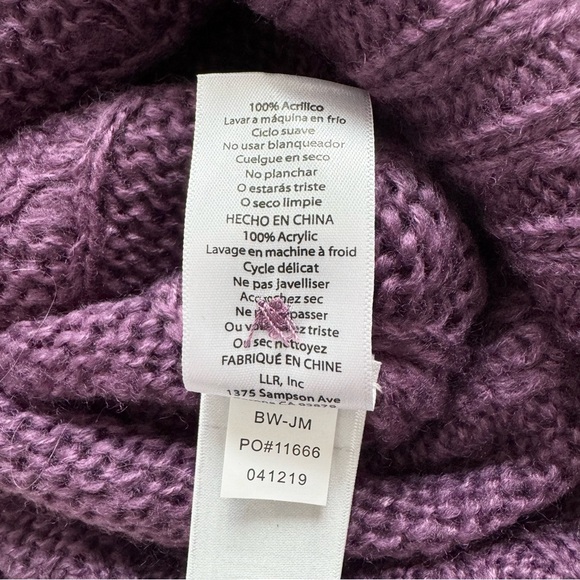 100% Acrílico
Lavar a máquina en frío
Ciclo suave
No usar blanqueador
Cuelgue en seco
No planchar
O estarás triste
O seco limpie
HECHO EN CHINA
100% Acrylic
Lavage en machine à froid
Cycle délicat
Ne pas javelliser
sec
Ne passer
Ou triste
Ou sec nettoyez
FABRIQUÉ EN CHINE
LLR, Inc
1375 Sampson Ave
BW-JM
PO#11666
041219